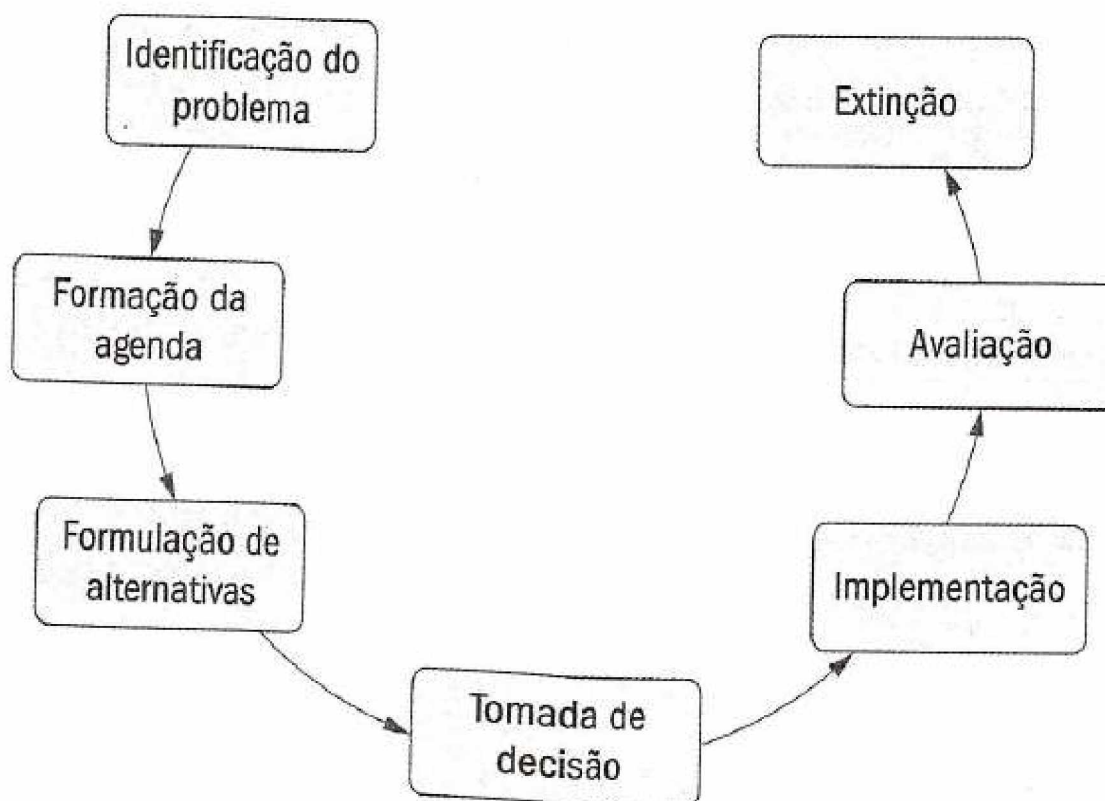 Identificação do
problema
Formação da
agenda
Formulação de
alternativas
Tomada de
decisão
Implementação
Avaliação
Extinção